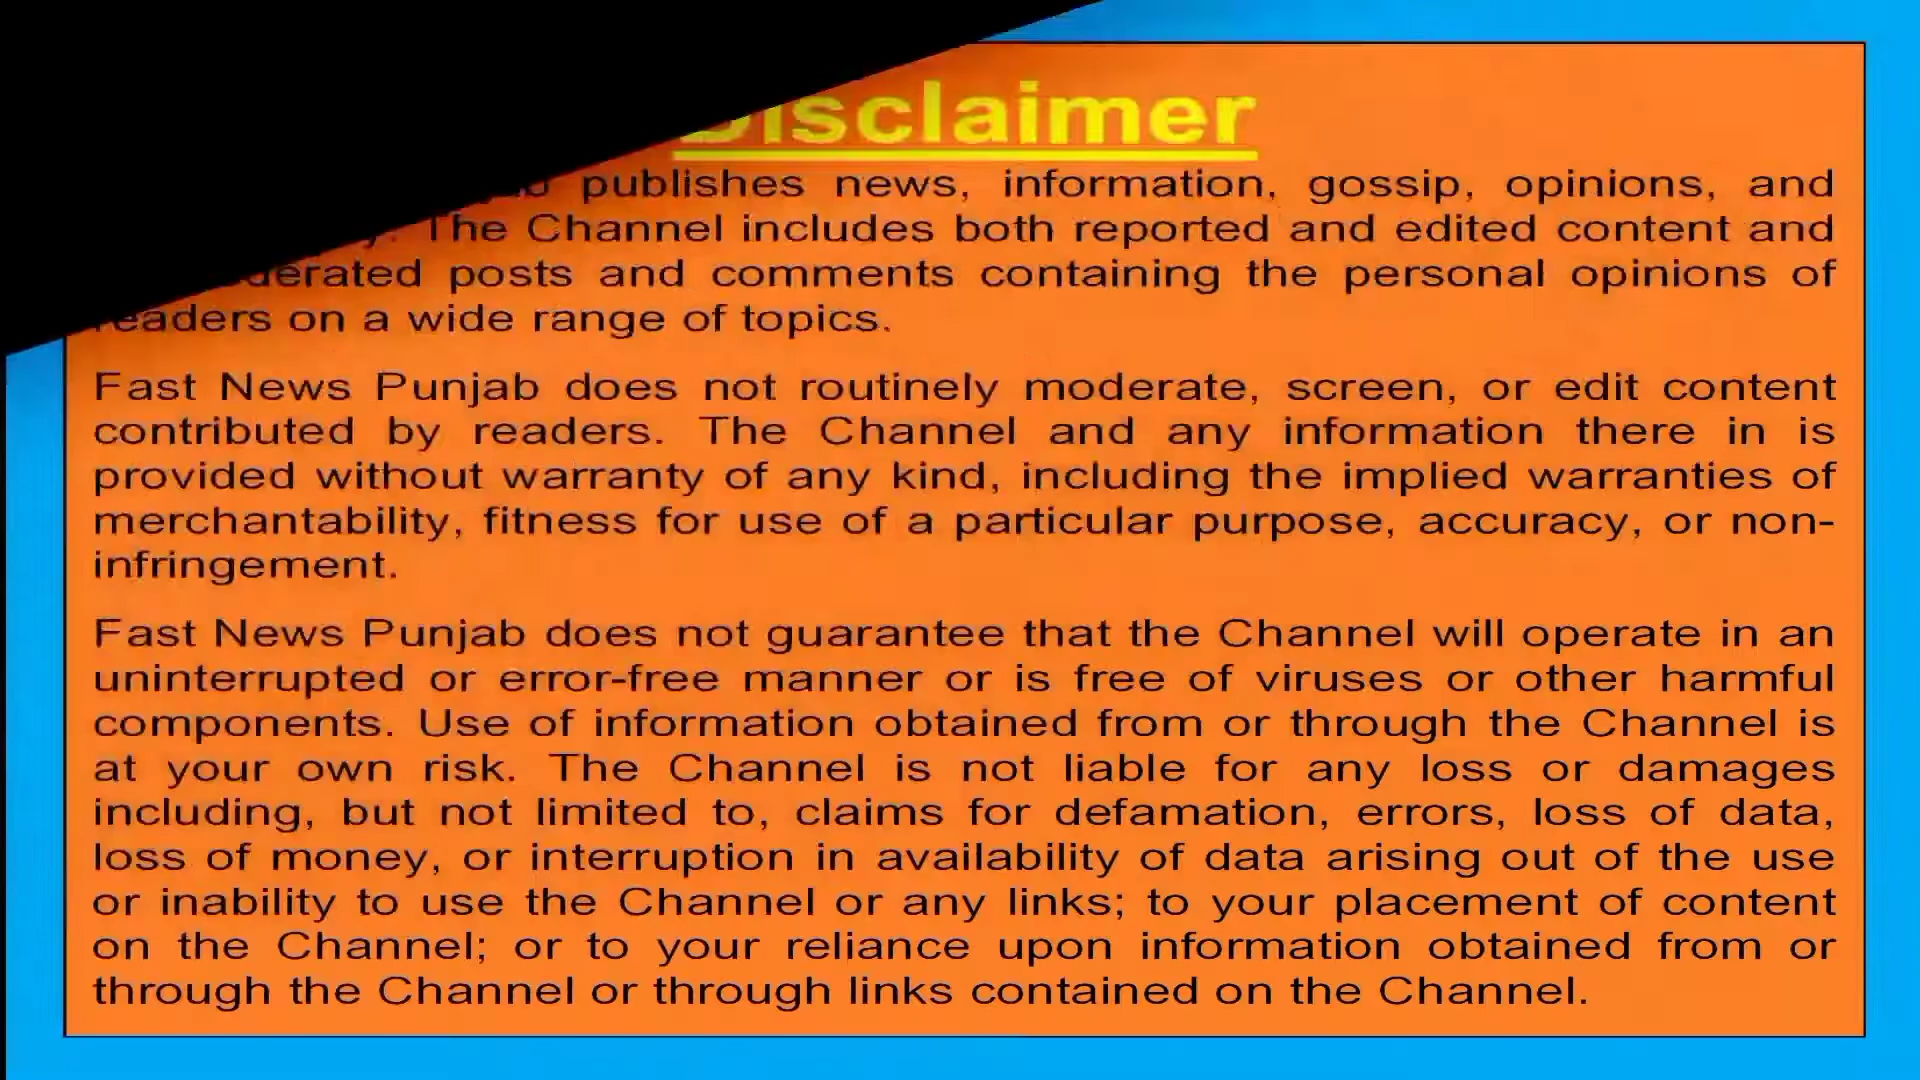 Disclaimer
publishes news, information, gossip, opinions, and
The Channel includes both reported and edited content and
posts and comments containing the personal opinions of
readers on a wide range of topics.
Fast News Punjab does not routinely moderate, screen, or edit content
contributed by readers. The Channel and any information there in is
provided without warranty of any kind, including the implied warranties of
merchantability, fitness for use of a particular purpose, accuracy, or non-
infringement.
Fast News Punjab does not guarantee that the Channel will operate in an
uninterrupted or error-free manner or is free of viruses or other harmful
components. Use of information obtained from or through the Channel is
at your own risk. The Channel is not liable for any loss or damages
including, but not limited to, claims for defamation, errors, loss of data,
loss of money, or interruption in availability of data arising out of the use
or inability to use the Channel or any links; to your placement of content
on the Channel; or to your reliance upon information obtained from or
through the Channel or through links contained on the Channel.